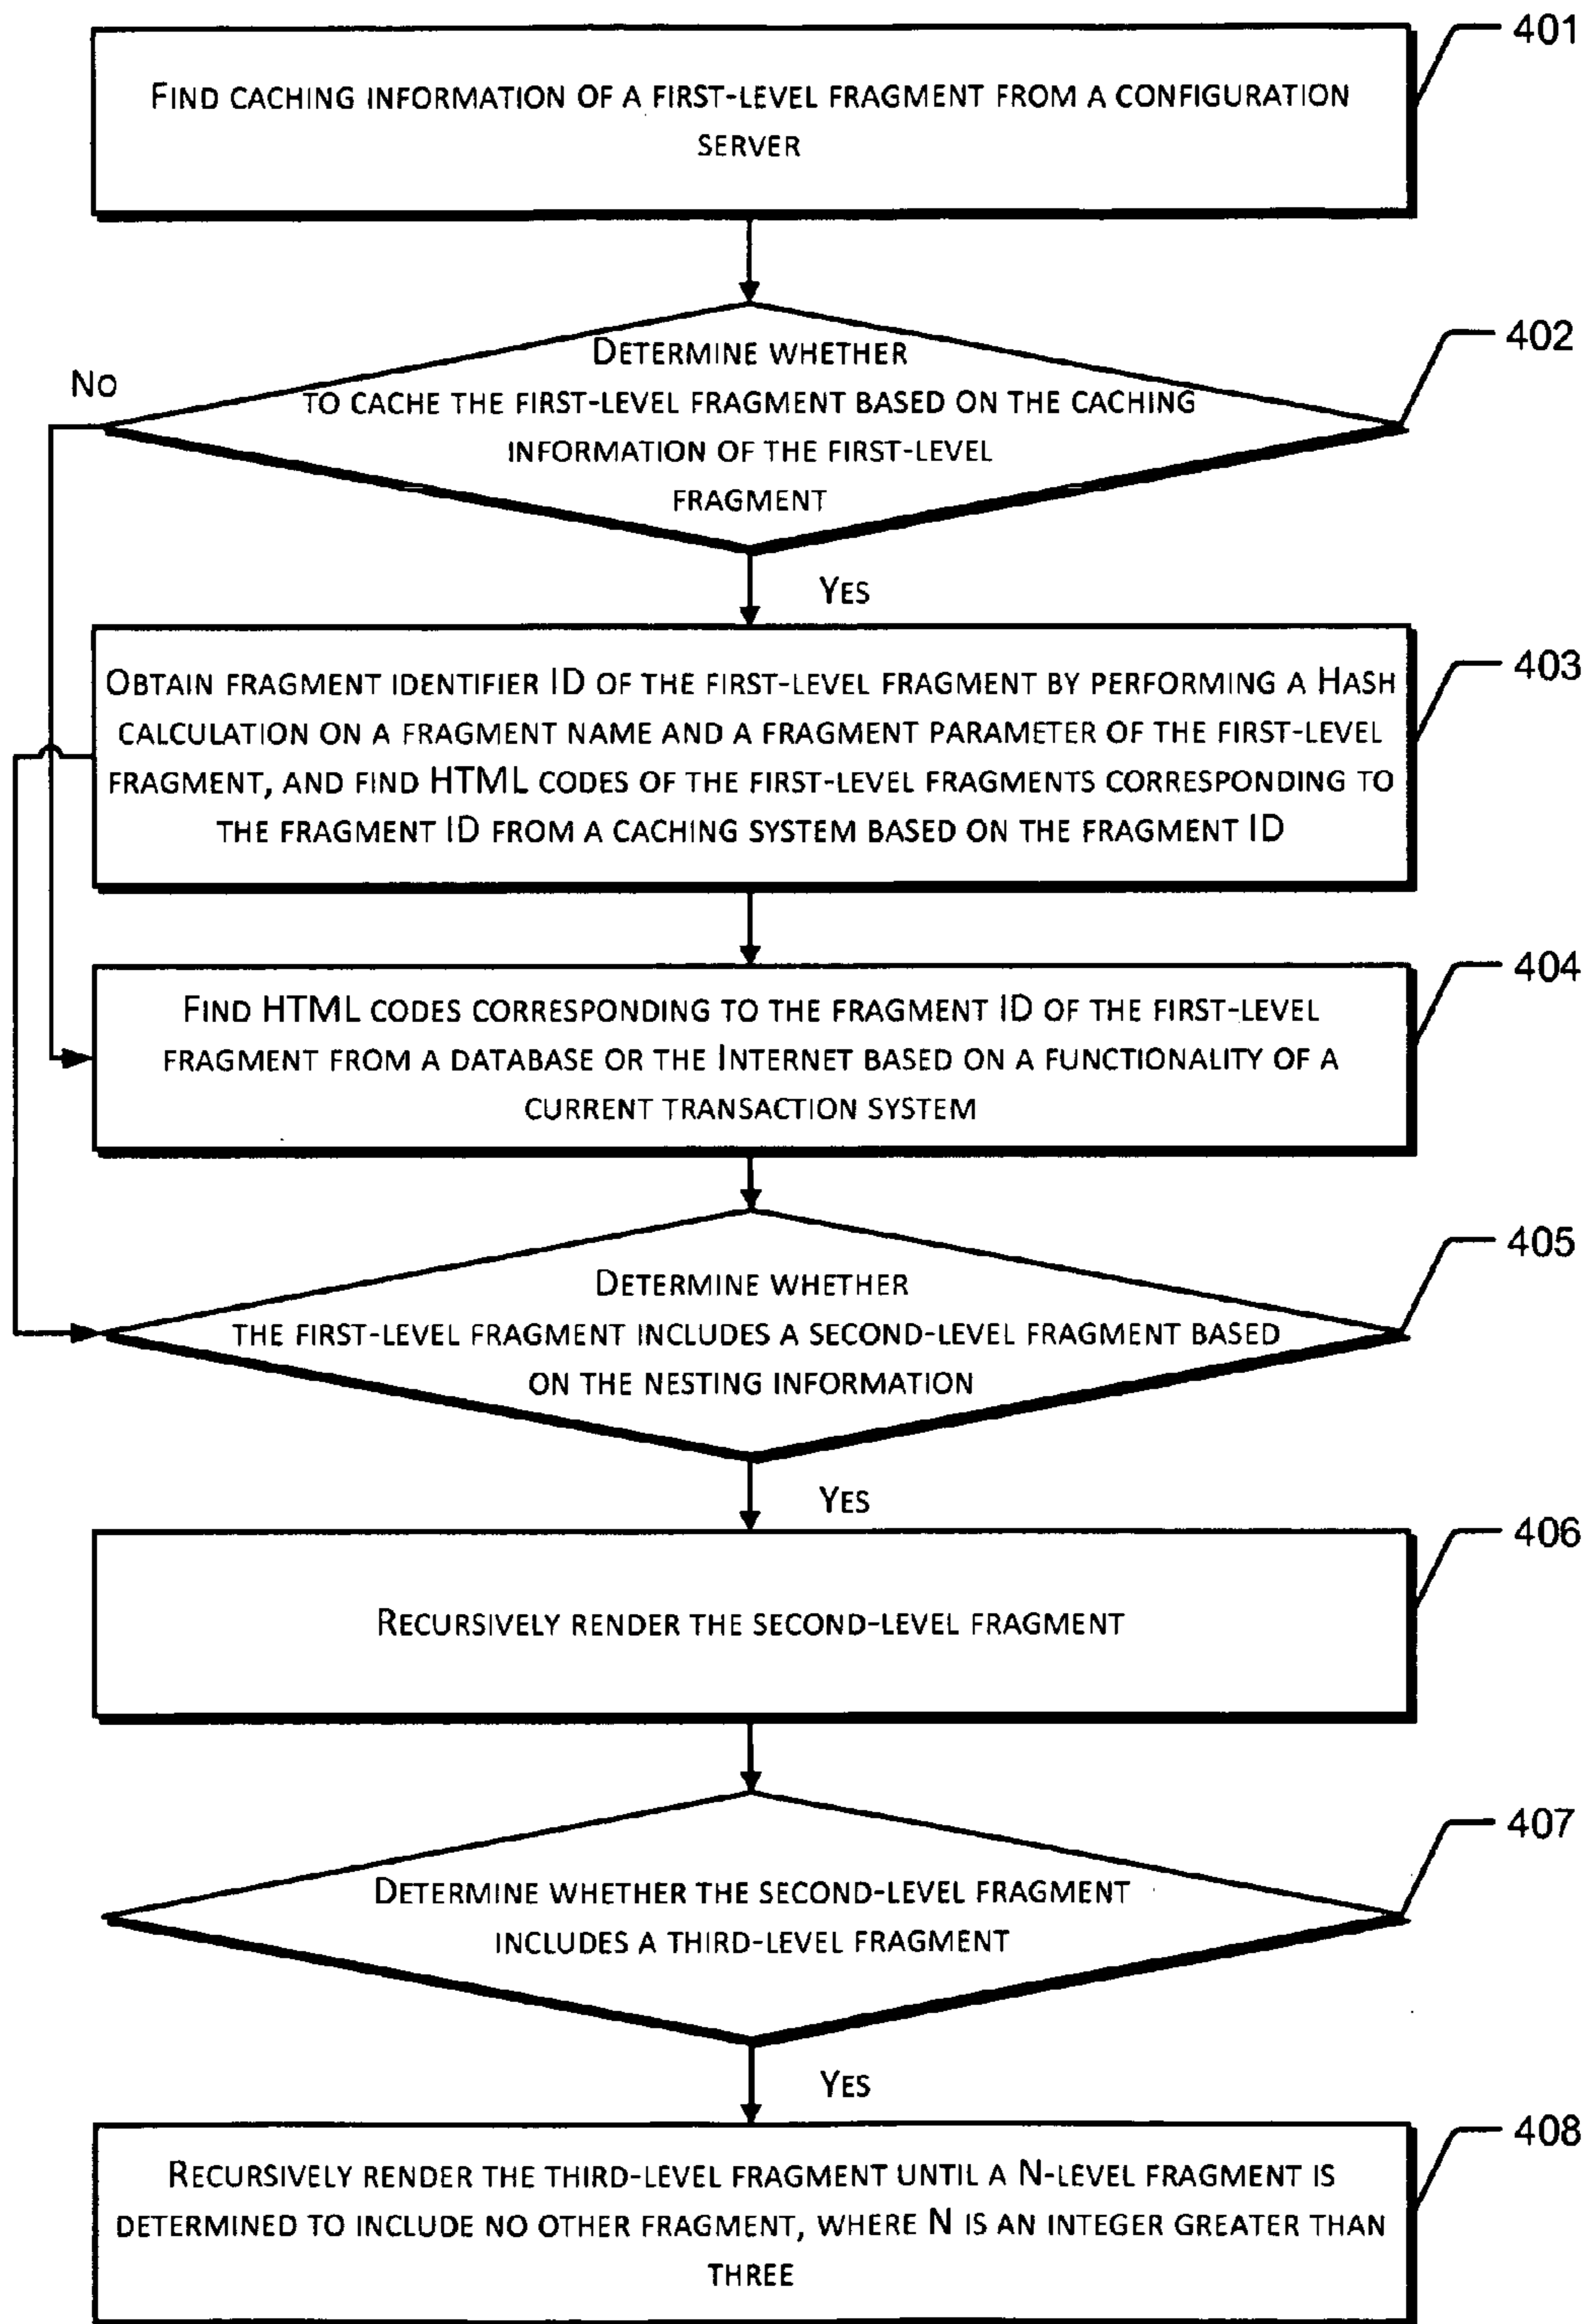 401
FIND CACHING INFORMATION OF A FIRST-LEVEL FRAGMENT FROM A CONFIGURATION
SERVER
402
NO
DETERMINE WHETHER
TO CACHE THE FIRST-LEVEL FRAGMENT BASED ON THE CACHING
INFORMATION OF THE FIRST-LEVEL
FRAGMENT
YES
403
OBTAIN FRAGMENT IDENTIFIER ID OF THE FIRST-LEVEL FRAGMENT BY PERFORMING A HASH
CALCULATION ON A FRAGMENT NAME AND A FRAGMENT PARAMETER OF THE FIRST-LEVEL
FRAGMENT, AND FIND HTML CODES OF THE FIRST-LEVEL FRAGMENTS CORRESPONDING TO
THE FRAGMENT ID FROM A CACHING SYSTEM BASED ON THE FRAGMENT ID
404
FIND HTML CODES CORRESPONDING TO THE FRAGMENT ID OF THE FIRST-LEVEL
FRAGMENT FROM A DATABASE OR THE INTERNET BASED ON A FUNCTIONALITY OF A
CURRENT TRANSACTION SYSTEM
405
DETERMINE WHETHER
THE FIRST-LEVEL FRAGMENT INCLUDES A SECOND-LEVEL FRAGMENT BASED
ON THE NESTING INFORMATION
YES
406
RECURSIVELY RENDER THE SECOND-LEVEL FRAGMENT
407
DETERMINE WHETHER THE SECOND-LEVEL FRAGMENT
INCLUDES A THIRD-LEVEL FRAGMENT
YES
408
RECURSIVELY RENDER THE THIRD-LEVEL FRAGMENT UNTIL A N-LEVEL FRAGMENT IS
DETERMINED TO INCLUDE NO OTHER FRAGMENT, WHERE N IS AN INTEGER GREATER THAN
THREE